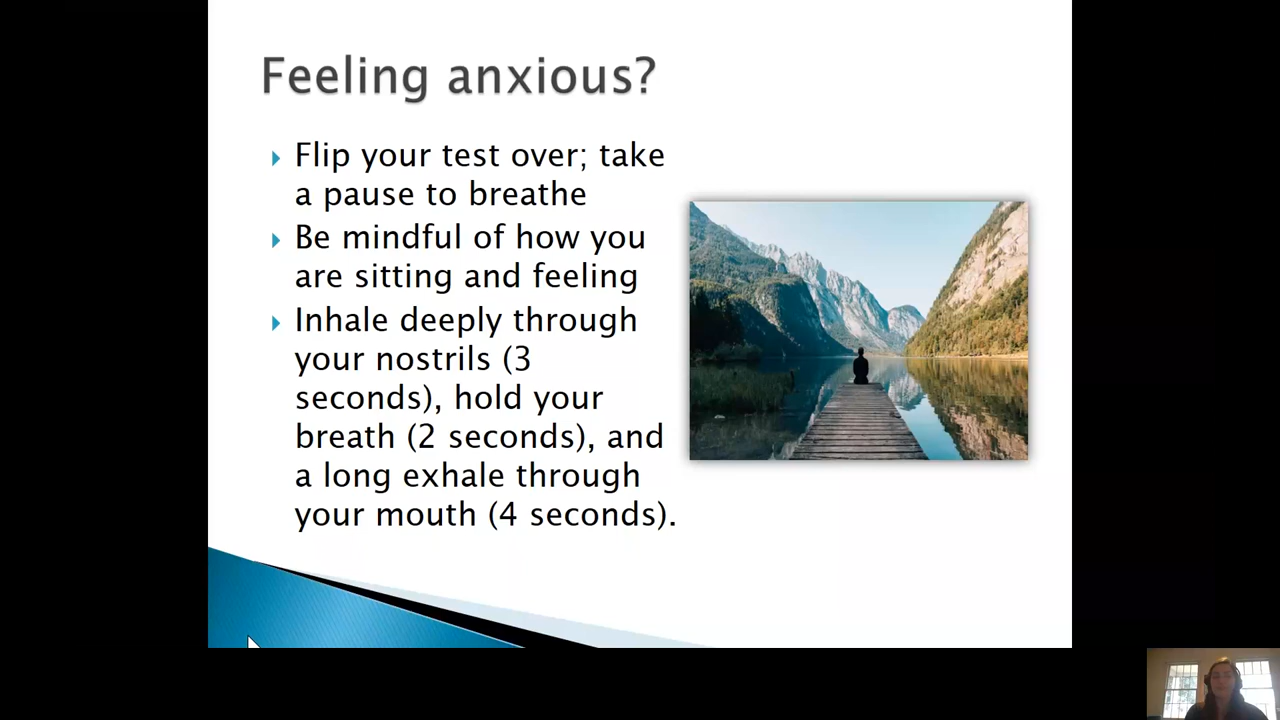 Feeling anxious?
Flip your test over; take
a pause to breathe
Be mindful of how you
are sitting and feeling
Inhale deeply through
your nostrils (3
seconds), hold your
breath (2 seconds), and
a long exhale through
your mouth (4 seconds).